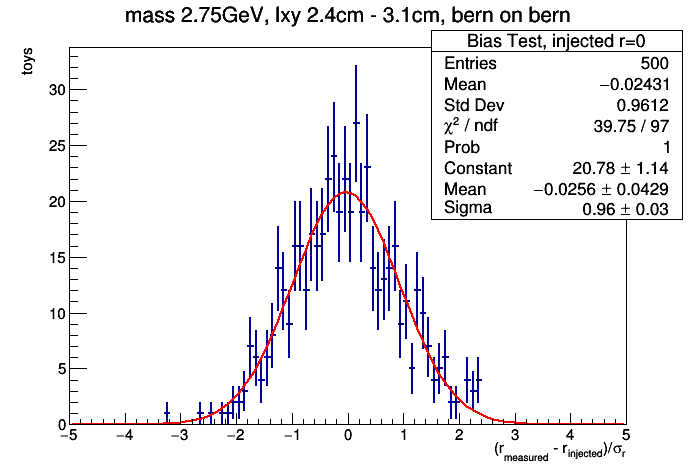 mass 2.75GeV, lxy 2.4cm - 3.1cm, bern on bern
toys
Bias Test, injected r=0
Entries 500
Mean −0.02431
Std Dev 0.9612
χ² / ndf 39.75 / 97
Prob 1
Constant 20.78 ± 1.14
Mean −0.0256 ± 0.0429
Sigma 0.96 ± 0.03
30
25
20
15
10
5
0
−5 −4 −3 −2 −1 0 1 2 3 4 5
(r_measured - r_injected)/σ_r